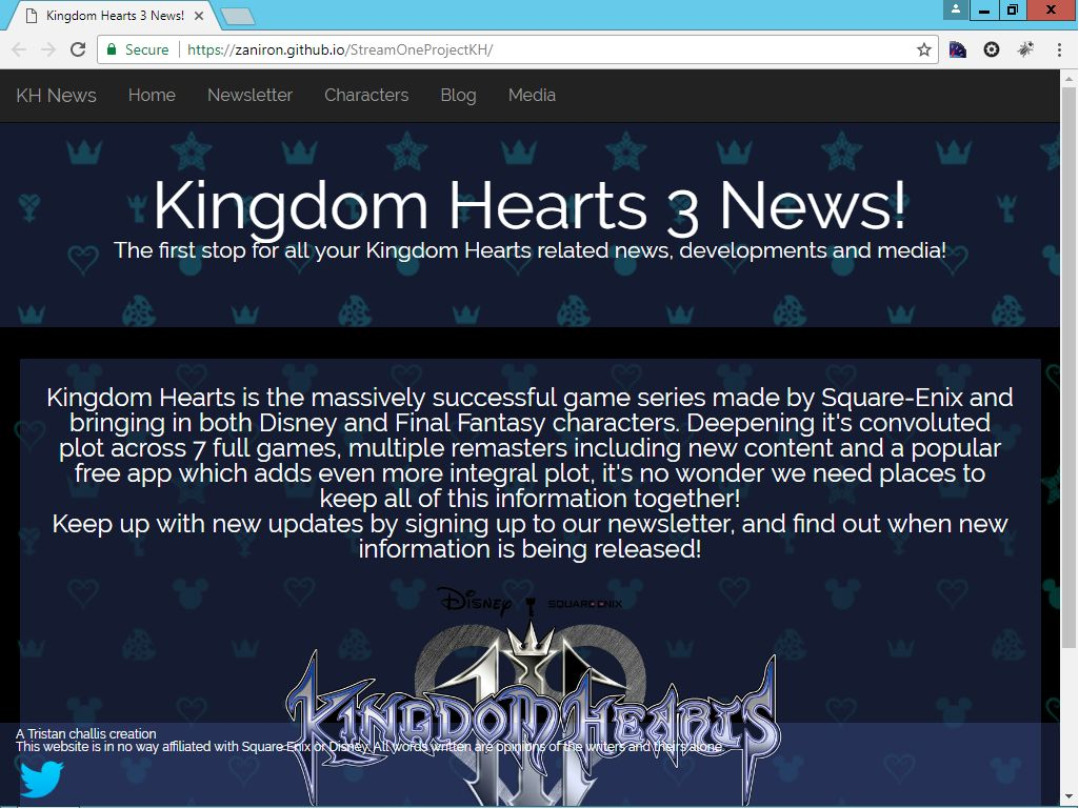 Kingdom Hearts 3 News!
Secure
https://zaniron.github.io/StreamOneProjectKH/
KH News
Home
Newsletter
Characters
Blog
Media
Kingdom Hearts 3 News!
The first stop for all your Kingdom Hearts related news, developments and media!
Kingdom Hearts is the massively successful game series made by Square-Enix and
bringing in both Disney and Final Fantasy characters. Deepening it's convoluted
plot across 7 full games, multiple remasters including new content and a popular
free app which adds even more integral plot, it's no wonder we need places to
keep all of this information together!
Keep up with new updates by signing up to our newsletter, and find out when new
information is being released!
Disney SQUARE ENIX
KINGDOM HEARTS
III
A Tristan challis creation
This website is in no way affiliated with Square Enix or Disney. All words written are opinions of the writers and theirs alone.